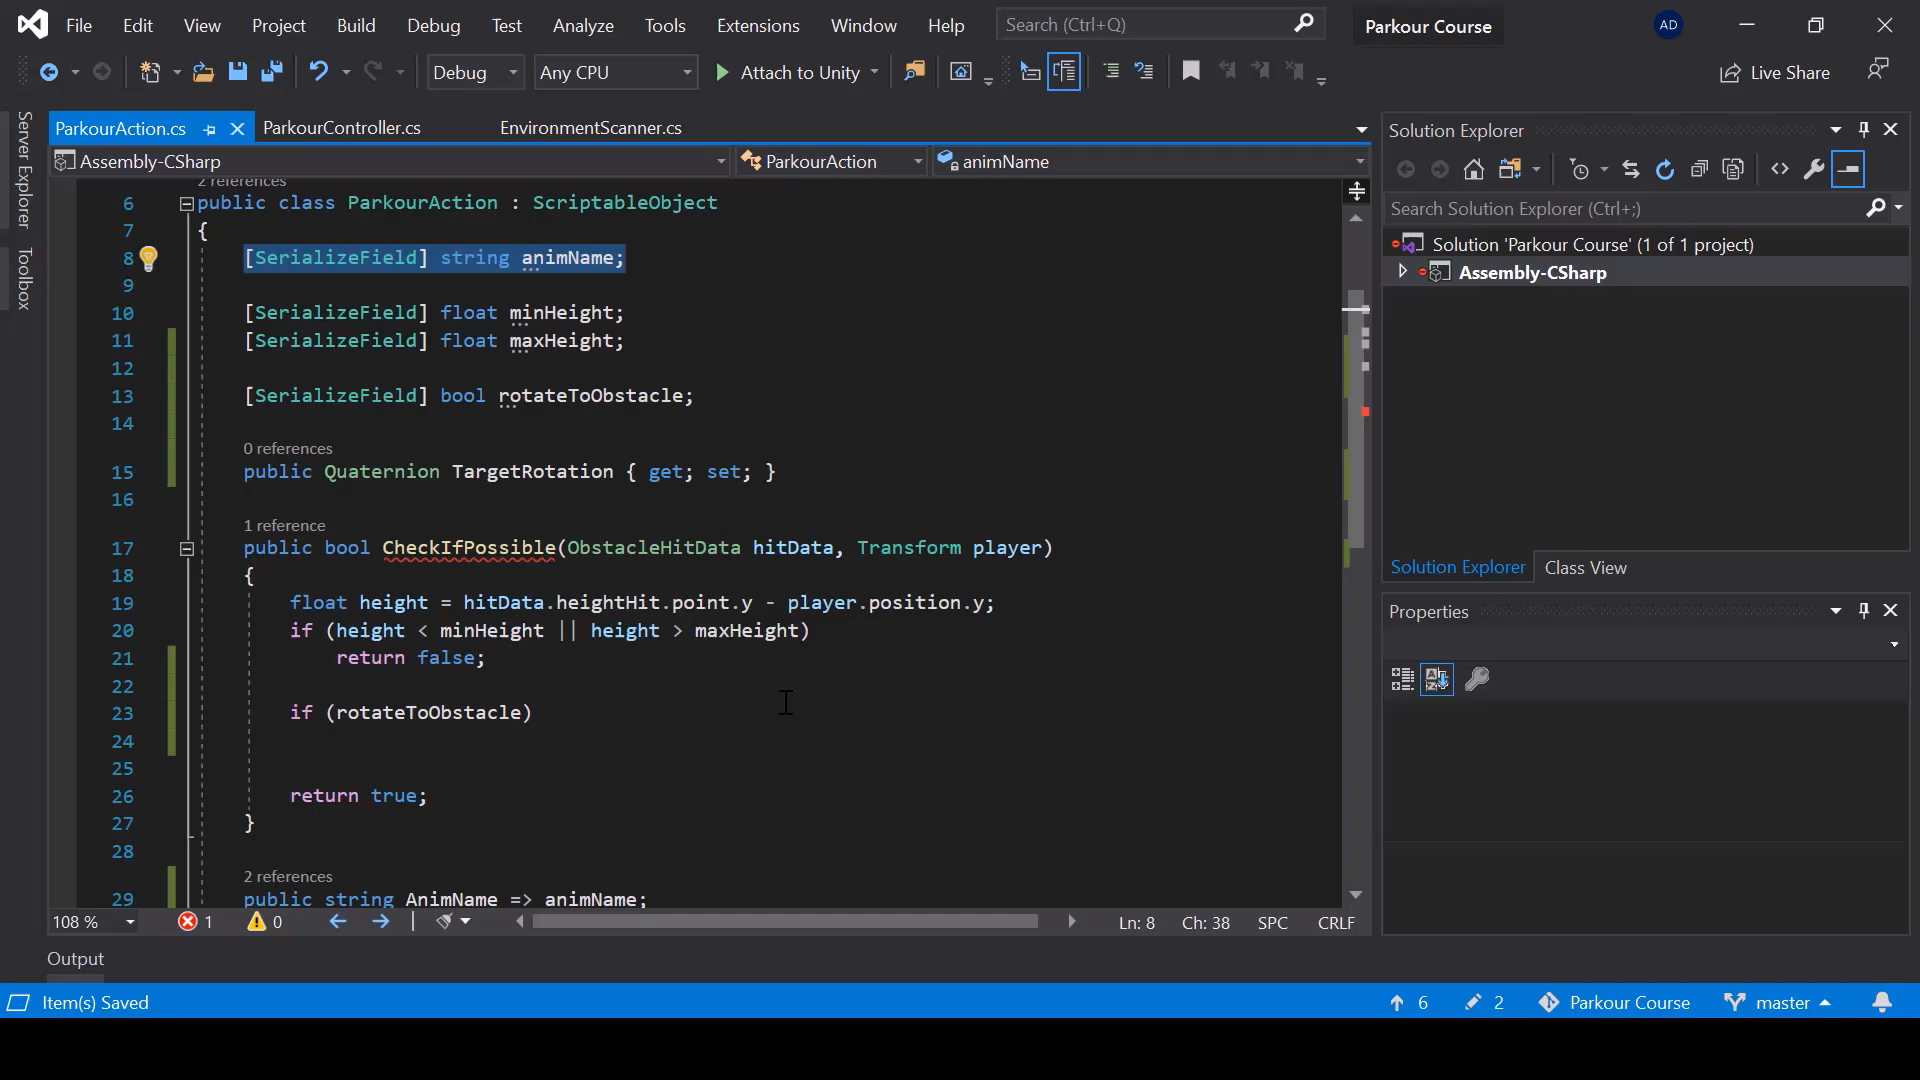 File Edit View Project Build Debug Test Analyze Tools Extensions Window Help Search (Ctrl+Q) Parkour Course AD
Debug Any CPU Attach to Unity Live Share
Server Explorer
Toolbox
ParkourAction.cs ParkourController.cs EnvironmentScanner.cs
Assembly-CSharp ParkourAction animName
2 references
6 public class ParkourAction : ScriptableObject
7 {
8 [SerializeField] string animName;
9
10 [SerializeField] float minHeight;
11 [SerializeField] float maxHeight;
12
13 [SerializeField] bool rotateToObstacle;
14
0 references
15 public Quaternion TargetRotation { get; set; }
16
1 reference
17 public bool CheckIfPossible(ObstacleHitData hitData, Transform player)
18 {
19 float height = hitData.heightHit.point.y - player.position.y;
20 if (height < minHeight || height > maxHeight)
21 return false;
22
23 if (rotateToObstacle)
24
25
26 return true;
27 }
28
2 references
29 public string AnimName => animName;
108 % 1 0 Ln: 8 Ch: 38 SPC CRLF
Output
Item(s) Saved 6 2 Parkour Course master
Solution Explorer
Search Solution Explorer (Ctrl+;)
Solution 'Parkour Course' (1 of 1 project)
Assembly-CSharp
Solution Explorer Class View
Properties